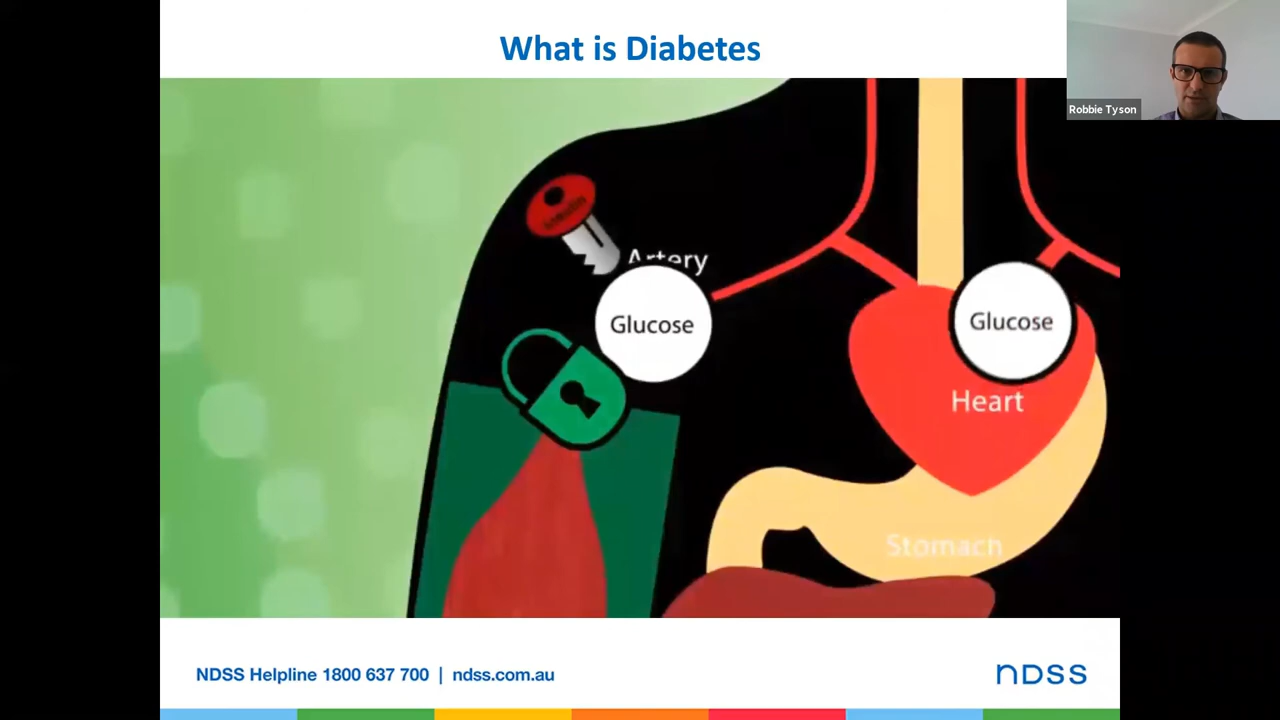 What is Diabetes
Robbie Tyson
Artery
Glucose
Glucose
Heart
Stomach
NDSS Helpline 1800 637 700 | ndss.com.au
ndss